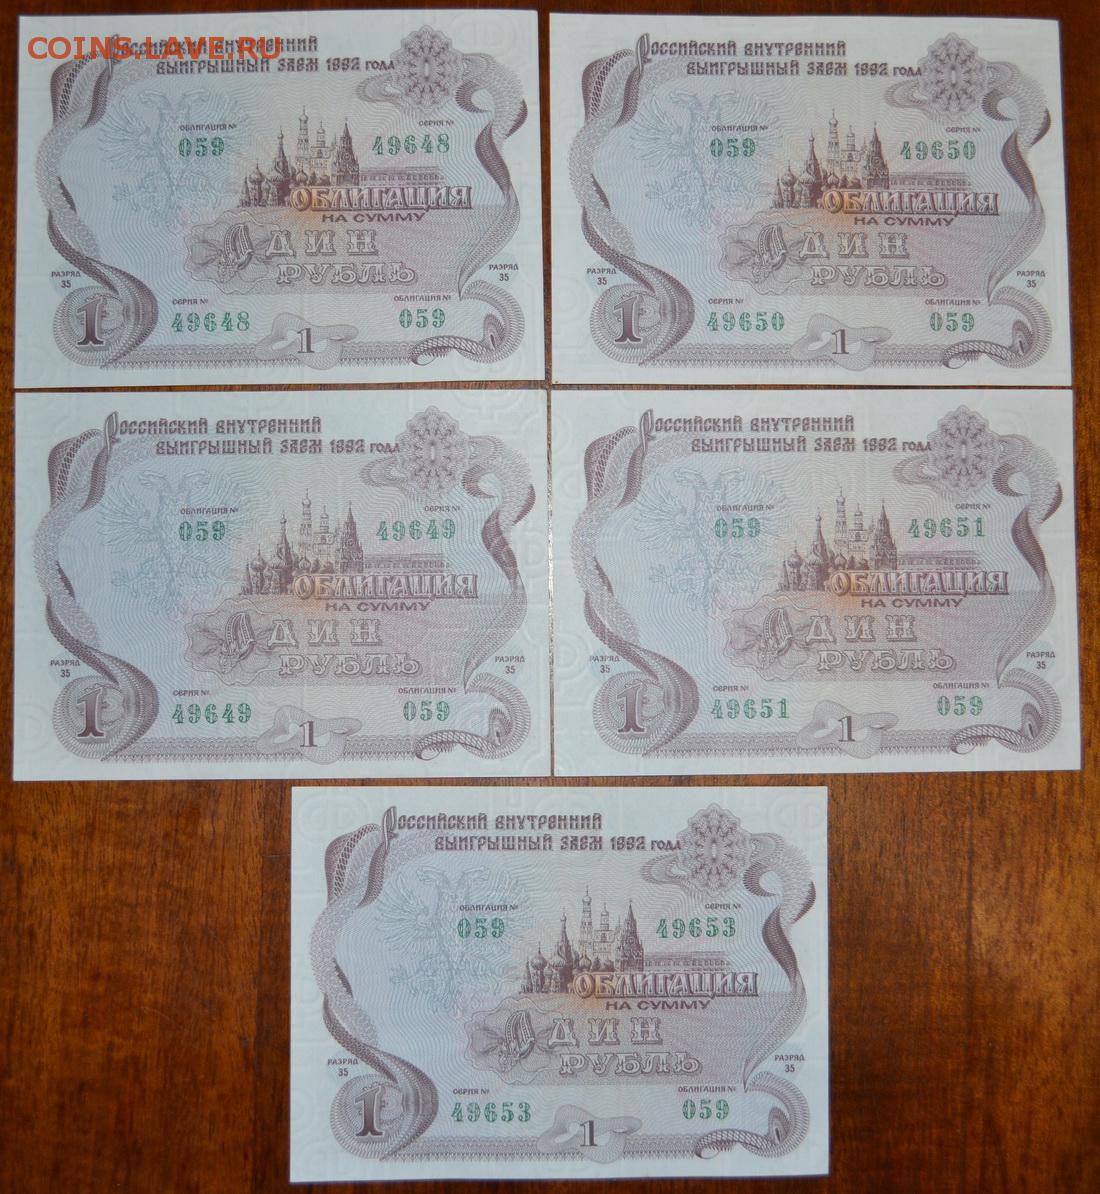 COINS.LAVE.RU
Российский внутренний
выигрышный заем 1992 года
ОБЛИГАЦИЯ № СЕРИЯ №
059 49648
ОБЛИГАЦИЯ
НА СУММУ
ОДИН
РУБЛЬ
РАЗРЯД РАЗРЯД
35 35
СЕРИЯ № ОБЛИГАЦИЯ №
49648 059
1 1
Российский внутренний
выигрышный заем 1992 года
ОБЛИГАЦИЯ № СЕРИЯ №
059 49650
ОБЛИГАЦИЯ
НА СУММУ
ОДИН
РУБЛЬ
РАЗРЯД РАЗРЯД
35 35
СЕРИЯ № ОБЛИГАЦИЯ №
49650 059
1 1
Российский внутренний
выигрышный заем 1992 года
ОБЛИГАЦИЯ № СЕРИЯ №
059 49649
ОБЛИГАЦИЯ
НА СУММУ
ОДИН
РУБЛЬ
РАЗРЯД РАЗРЯД
35 35
СЕРИЯ № ОБЛИГАЦИЯ №
49649 059
1 1
Российский внутренний
выигрышный заем 1992 года
ОБЛИГАЦИЯ № СЕРИЯ №
059 49651
ОБЛИГАЦИЯ
НА СУММУ
ОДИН
РУБЛЬ
РАЗРЯД РАЗРЯД
35 35
СЕРИЯ № ОБЛИГАЦИЯ №
49651 059
1 1
Российский внутренний
выигрышный заем 1992 года
ОБЛИГАЦИЯ № СЕРИЯ №
059 49653
ОБЛИГАЦИЯ
НА СУММУ
ОДИН
РУБЛЬ
РАЗРЯД РАЗРЯД
35 35
СЕРИЯ № ОБЛИГАЦИЯ №
49653 059
1 1